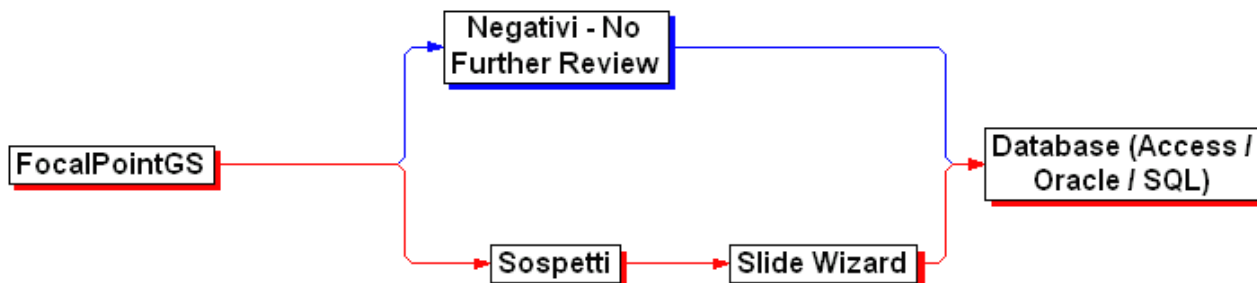 Negativi - No
Further Review
FocalPointGS
Database (Access /
Oracle / SQL)
Sospetti
Slide Wizard